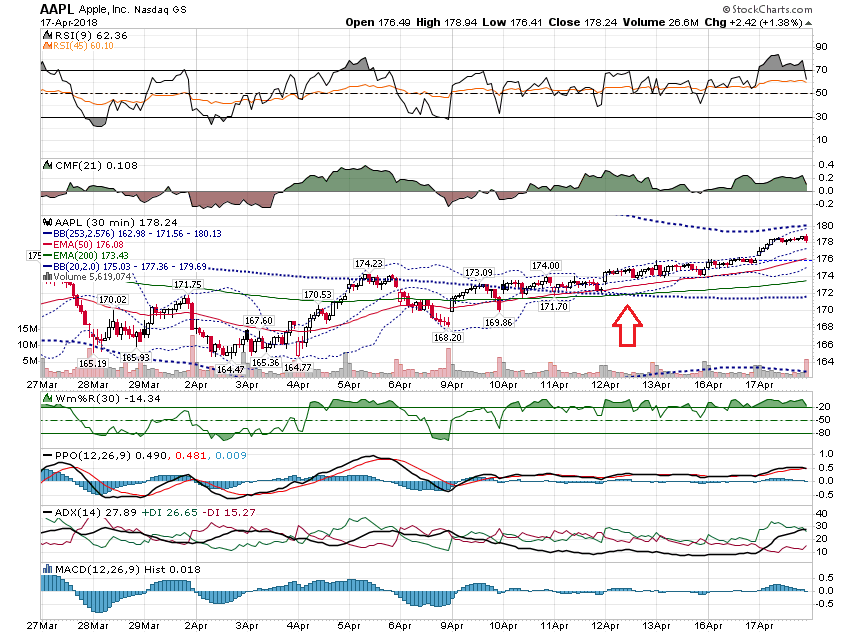 AAPL Apple, Inc. Nasdaq GS
© StockCharts.com
17-Apr-2018
Open 176.49 High 178.94 Low 176.41 Close 178.24 Volume 26.6M Chg +2.42 (+1.38%)
RSI(9) 62.36
RSI(45) 60.10
90
70
50
30
10
CMF(21) 0.108
0.4
0.2
0.0
-0.2
AAPL (30 min) 178.24
BB(253,2.576) 162.98 - 171.56 - 180.13
EMA(50) 176.08
EMA(200) 173.43
BB(20,2.0) 175.03 - 177.36 - 179.69
Volume 5,619,074
180
178
176
174
172
170
168
166
164
15M
10M
5M
175
170.02
165.19
165.93
171.75
164.47
167.60
165.36
164.77
170.53
174.23
168.20
173.09
169.86
174.00
171.70
27Mar 28Mar 29Mar 2Apr 3Apr 4Apr 5Apr 6Apr 9Apr 10Apr 11Apr 12Apr 13Apr 16Apr 17Apr
Wm%R(30) -14.34
-20
-50
-80
PPO(12,26,9) 0.490, 0.481, 0.009
1.0
0.5
0.0
-0.5
ADX(14) 27.89 +DI 26.65 -DI 15.27
40
30
20
10
MACD(12,26,9) Hist 0.018
0.5
0.0
-0.5
27Mar 28Mar 29Mar 2Apr 3Apr 4Apr 5Apr 6Apr 9Apr 10Apr 11Apr 12Apr 13Apr 16Apr 17Apr